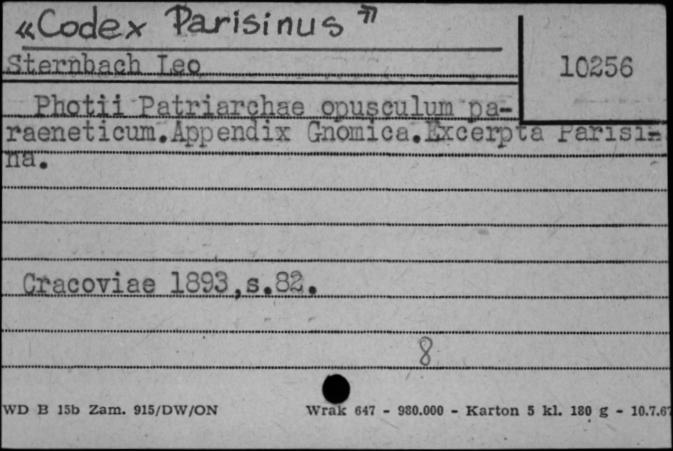 «Codex Parisinus"
Sternbach Leo
10256
Photii Patriarchae opusculum pa-
raeneticum.Appendix Gnomica.Excerpta Parisi-
na.
Cracoviae 1893,s.82.
8
WD B 15b Zam. 915/DW/ON Wrak 647 - 980.000 - Karton 5 kl. 180 g - 10.7.67